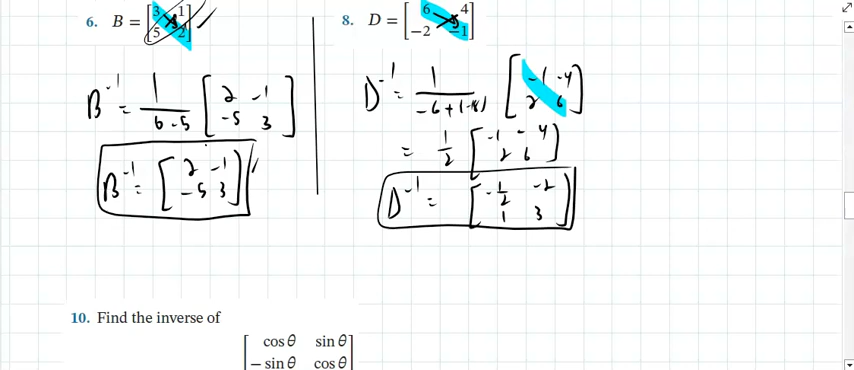 6. B = [3 1
5 2]
B⁻¹ = 1 / (6 - 5) [2 -1
-5 3]
B⁻¹ = [2 -1
-5 3]
8. D = [6 4
−2 −1]
D⁻¹ = 1 / (-6 + (-8)) [-1 -4
2 6]
= 1/2 [-1 -4
2 6]
D⁻¹ = [-1/2 -2
1 3]
10. Find the inverse of
[cos θ sin θ
− sin θ cos θ]